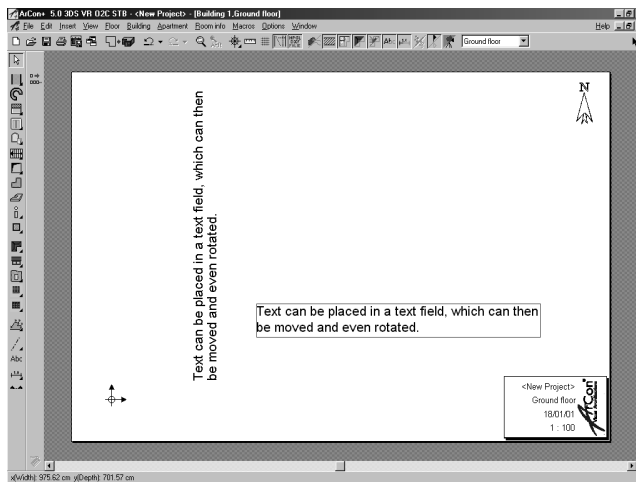 ArCon+ 5.0 3DS VR O2C STB - <New Project> - [Building 1,Ground floor]
File Edit Insert View Floor Building Apartment Room info Macros Options Window Help
Ground floor
N
Text can be placed in a text field, which can then
be moved and even rotated.
Text can be placed in a text field, which can then
be moved and even rotated.
<New Project>
Ground floor
18/01/01
1 : 100
ArCon
Abc
x(Width): 975.62 cm y(Depth): 701.57 cm